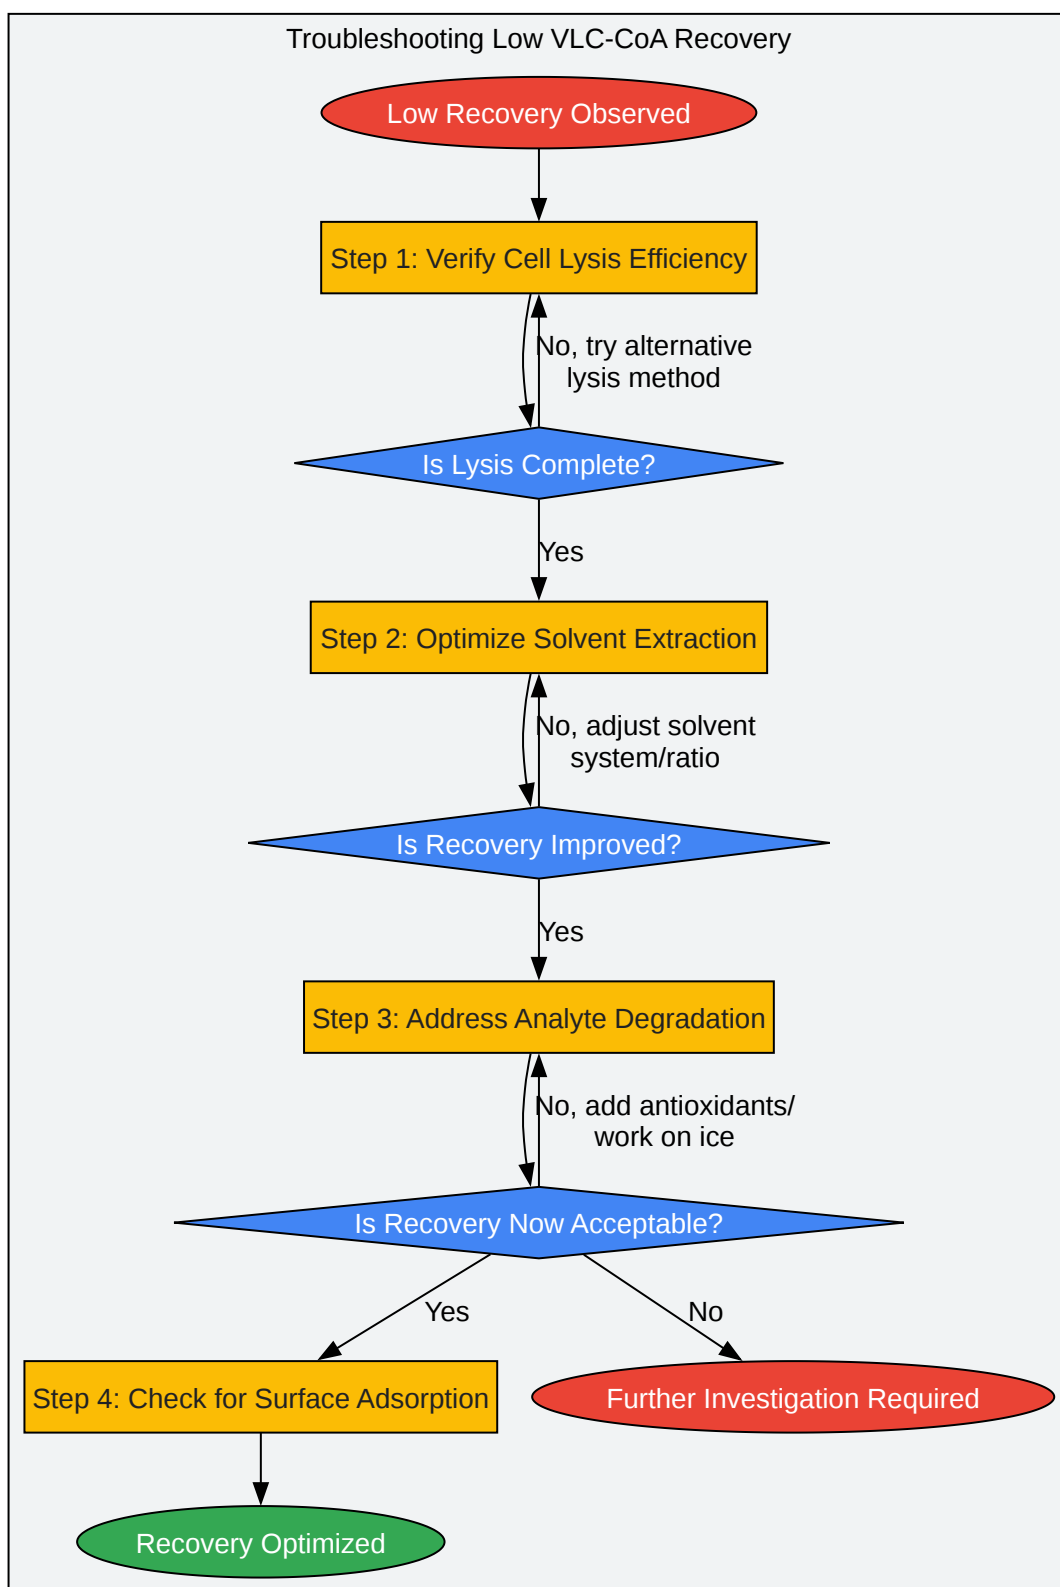 Troubleshooting Low VLC-CoA Recovery
Low Recovery Observed
Step 1: Verify Cell Lysis Efficiency
No, try alternative
lysis method
Is Lysis Complete?
Yes
Step 2: Optimize Solvent Extraction
No, adjust solvent
system/ratio
Is Recovery Improved?
Yes
Step 3: Address Analyte Degradation
No, add antioxidants/
work on ice
Is Recovery Now Acceptable?
Yes
No
Step 4: Check for Surface Adsorption
Further Investigation Required
Recovery Optimized